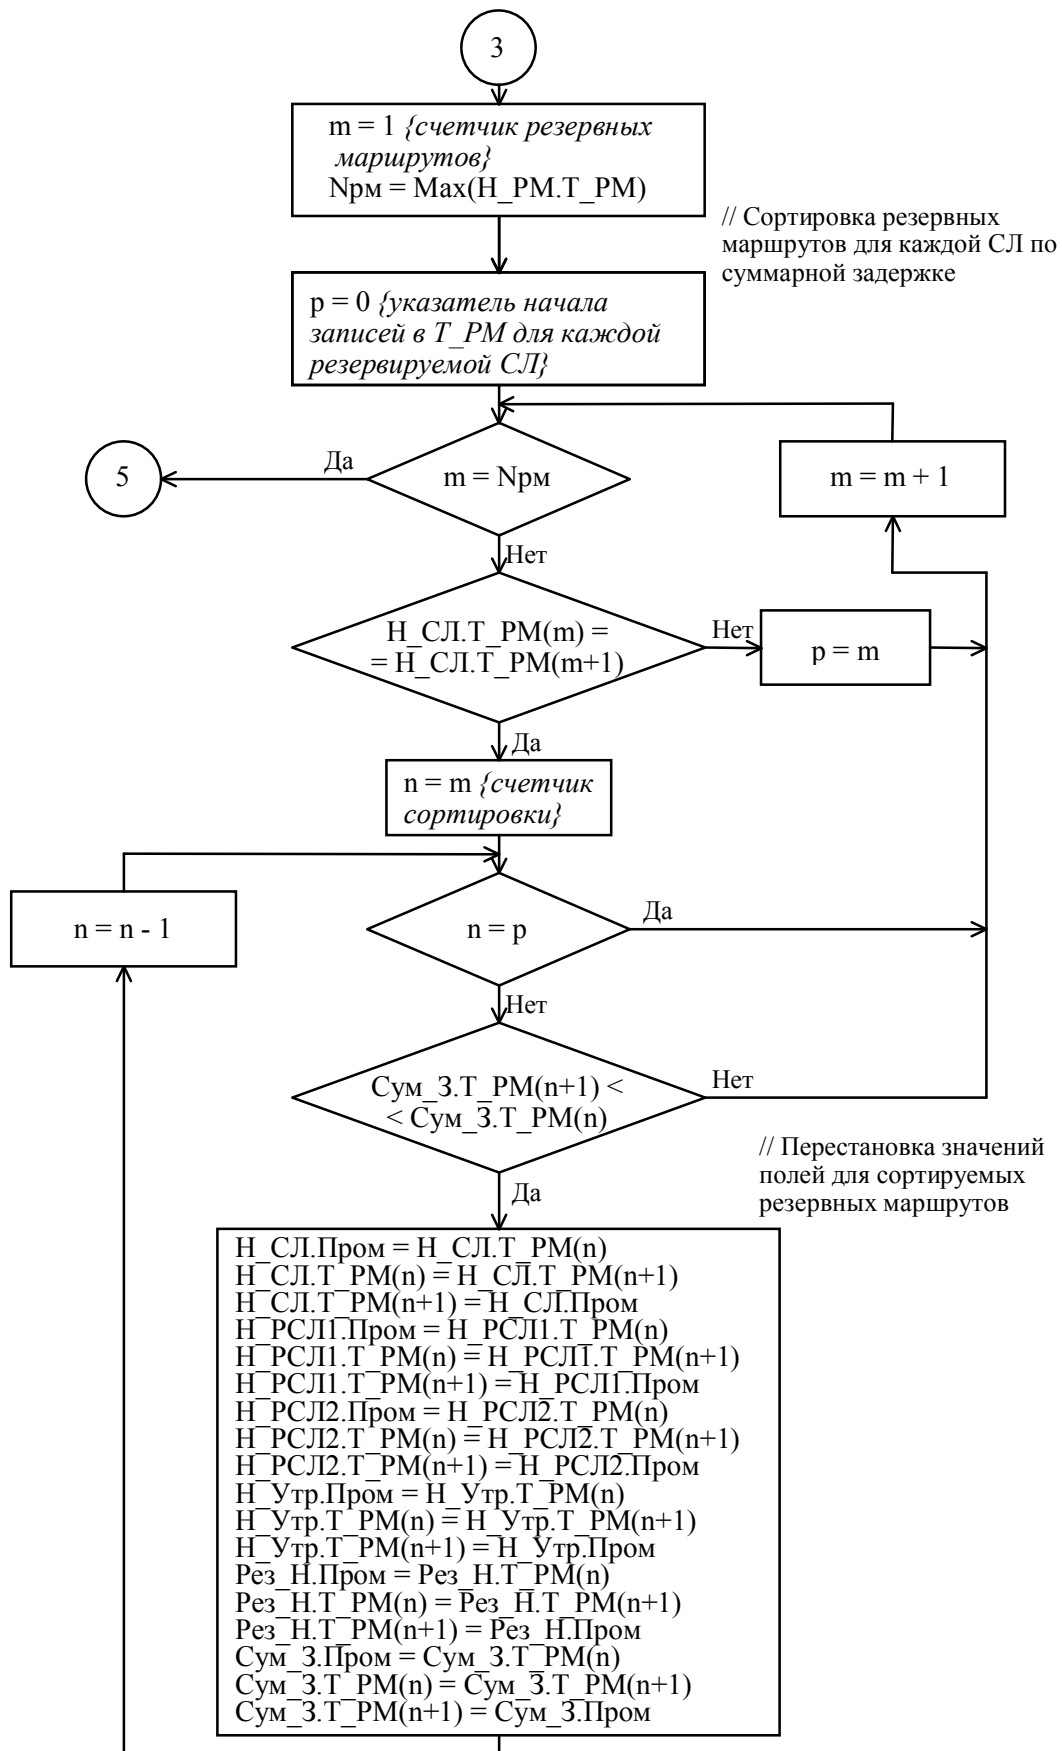 3
m = 1 {счетчик резервных
маршрутов}
Nрм = Max(Н_РМ.Т_РМ)
// Сортировка резервных
маршрутов для каждой СЛ по
суммарной задержке
p = 0 {указатель начала
записей в Т_РМ для каждой
резервируемой СЛ}
5
Да
m = Nрм
m = m + 1
Нет
Н_СЛ.Т_РМ(m) =
= Н_СЛ.Т_РМ(m+1)
Нет
p = m
Да
n = m {счетчик
сортировки}
n = n - 1
n = p
Да
Нет
Сум_З.Т_РМ(n+1) <
< Сум_З.Т_РМ(n)
Нет
// Перестановка значений
полей для сортируемых
резервных маршрутов
Да
Н_СЛ.Пром = Н_СЛ.Т_РМ(n)
Н_СЛ.Т_РМ(n) = Н_СЛ.Т_РМ(n+1)
Н_СЛ.Т_РМ(n+1) = Н_СЛ.Пром
Н_РСЛ1.Пром = Н_РСЛ1.Т_РМ(n)
Н_РСЛ1.Т_РМ(n) = Н_РСЛ1.Т_РМ(n+1)
Н_РСЛ1.Т_РМ(n+1) = Н_РСЛ1.Пром
Н_РСЛ2.Пром = Н_РСЛ2.Т_РМ(n)
Н_РСЛ2.Т_РМ(n) = Н_РСЛ2.Т_РМ(n+1)
Н_РСЛ2.Т_РМ(n+1) = Н_РСЛ2.Пром
Н_Утр.Пром = Н_Утр.Т_РМ(n)
Н_Утр.Т_РМ(n) = Н_Утр.Т_РМ(n+1)
Н_Утр.Т_РМ(n+1) = Н_Утр.Пром
Рез_Н.Пром = Рез_Н.Т_РМ(n)
Рез_Н.Т_РМ(n) = Рез_Н.Т_РМ(n+1)
Рез_Н.Т_РМ(n+1) = Рез_Н.Пром
Сум_З.Пром = Сум_З.Т_РМ(n)
Сум_З.Т_РМ(n) = Сум_З.Т_РМ(n+1)
Сум_З.Т_РМ(n+1) = Сум_З.Пром